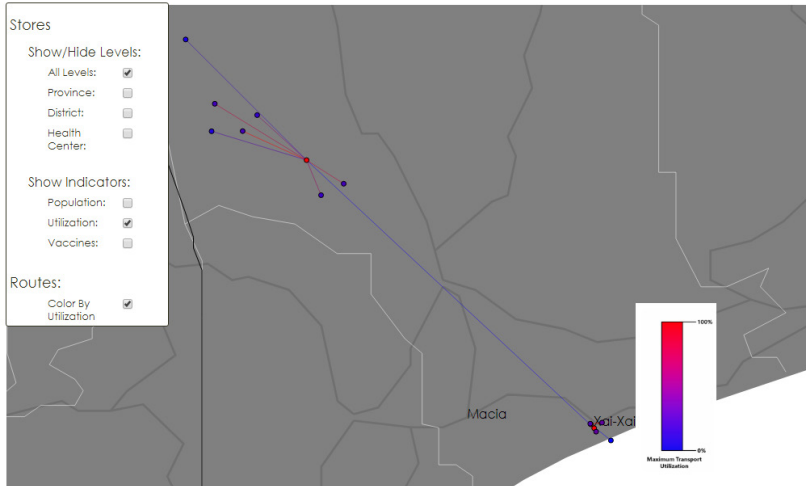 Stores
Show/Hide Levels:
All Levels:
Province:
District:
Health
Center:
Show Indicators:
Population:
Utilization:
Vaccines:
Routes:
Color By
Utilization
Macia
Xai-Xai
100%
0%
Maximum Transport
Utilization